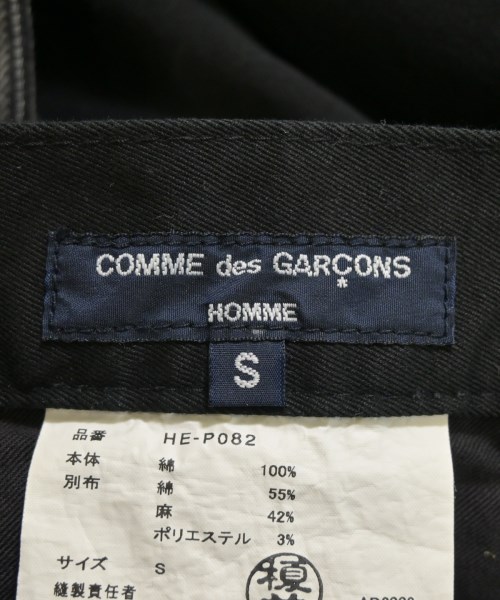 COMME des GARÇONS
*
HOMME
S
品番 HE-P082
本体 綿 100%
別布 綿 55%
麻 42%
ポリエステル 3%
サイズ S
縫製責任者